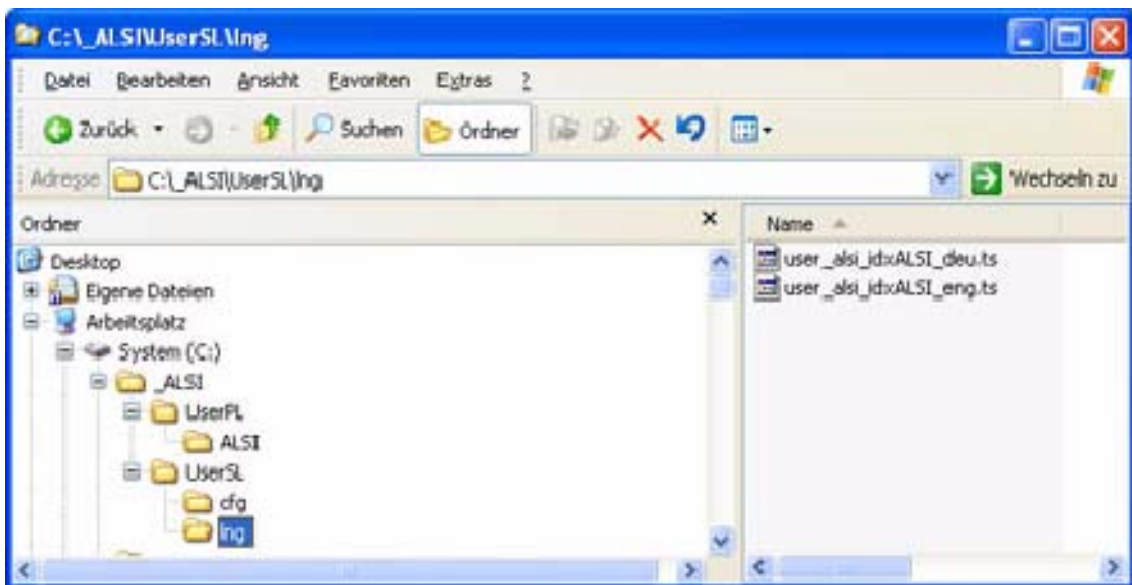 C:\_ALSI\UserSL\lng
Datei Bearbeiten Ansicht Favoriten Extras ?
Zurück Suchen Ordner
Adresse C:\_ALSI\UserSL\lng Wechseln zu
Ordner x
Name
Desktop
Eigene Dateien
Arbeitsplatz
System (C:)
_ALSI
UserPL
ALSI
UserSL
cfg
lng
user_alsi_idxALSI_deu.ts
user_alsi_idxALSI_eng.ts